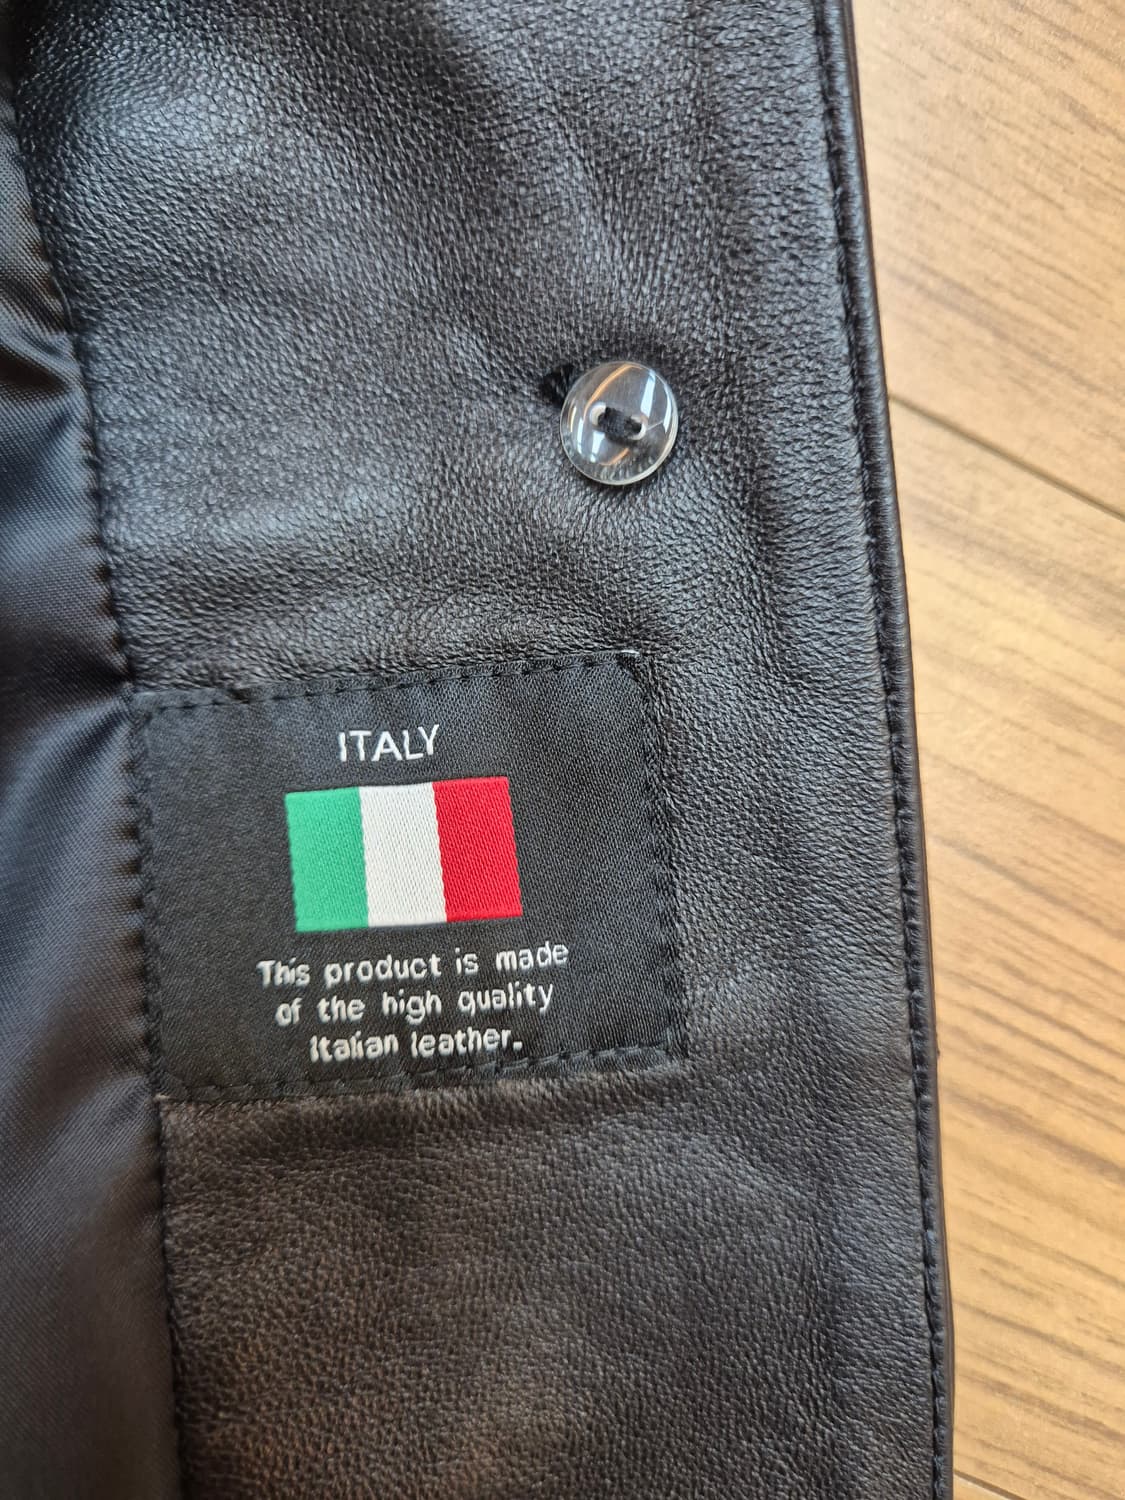 ITALY
This product is made
of the high quality
Italian leather.